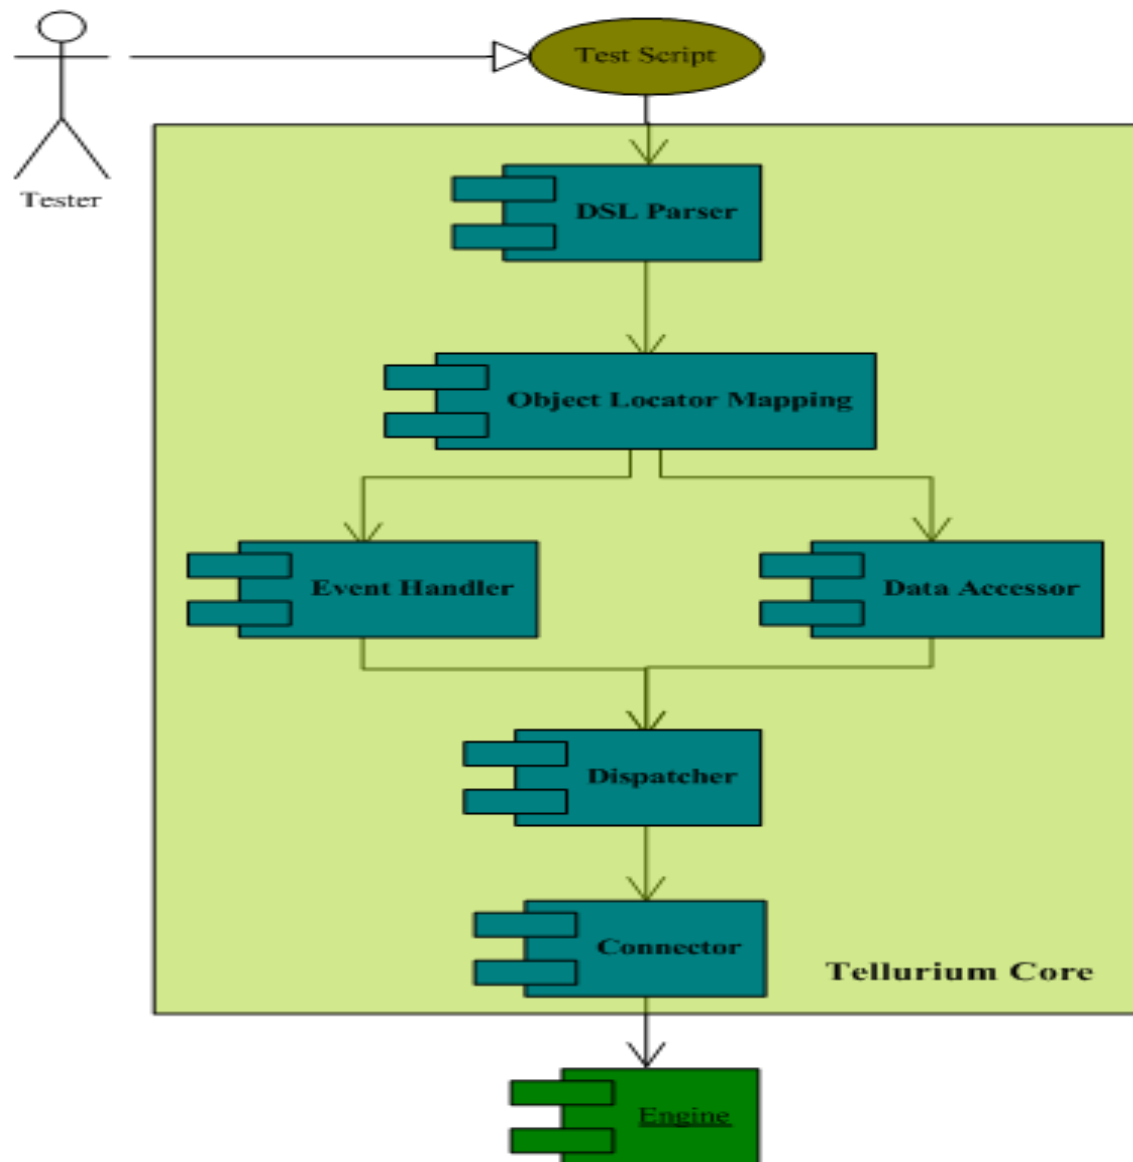 Test Script
Tester
DSL Parser
Object Locator Mapping
Event Handler
Data Accessor
Dispatcher
Connector
Tellurium Core
Engine